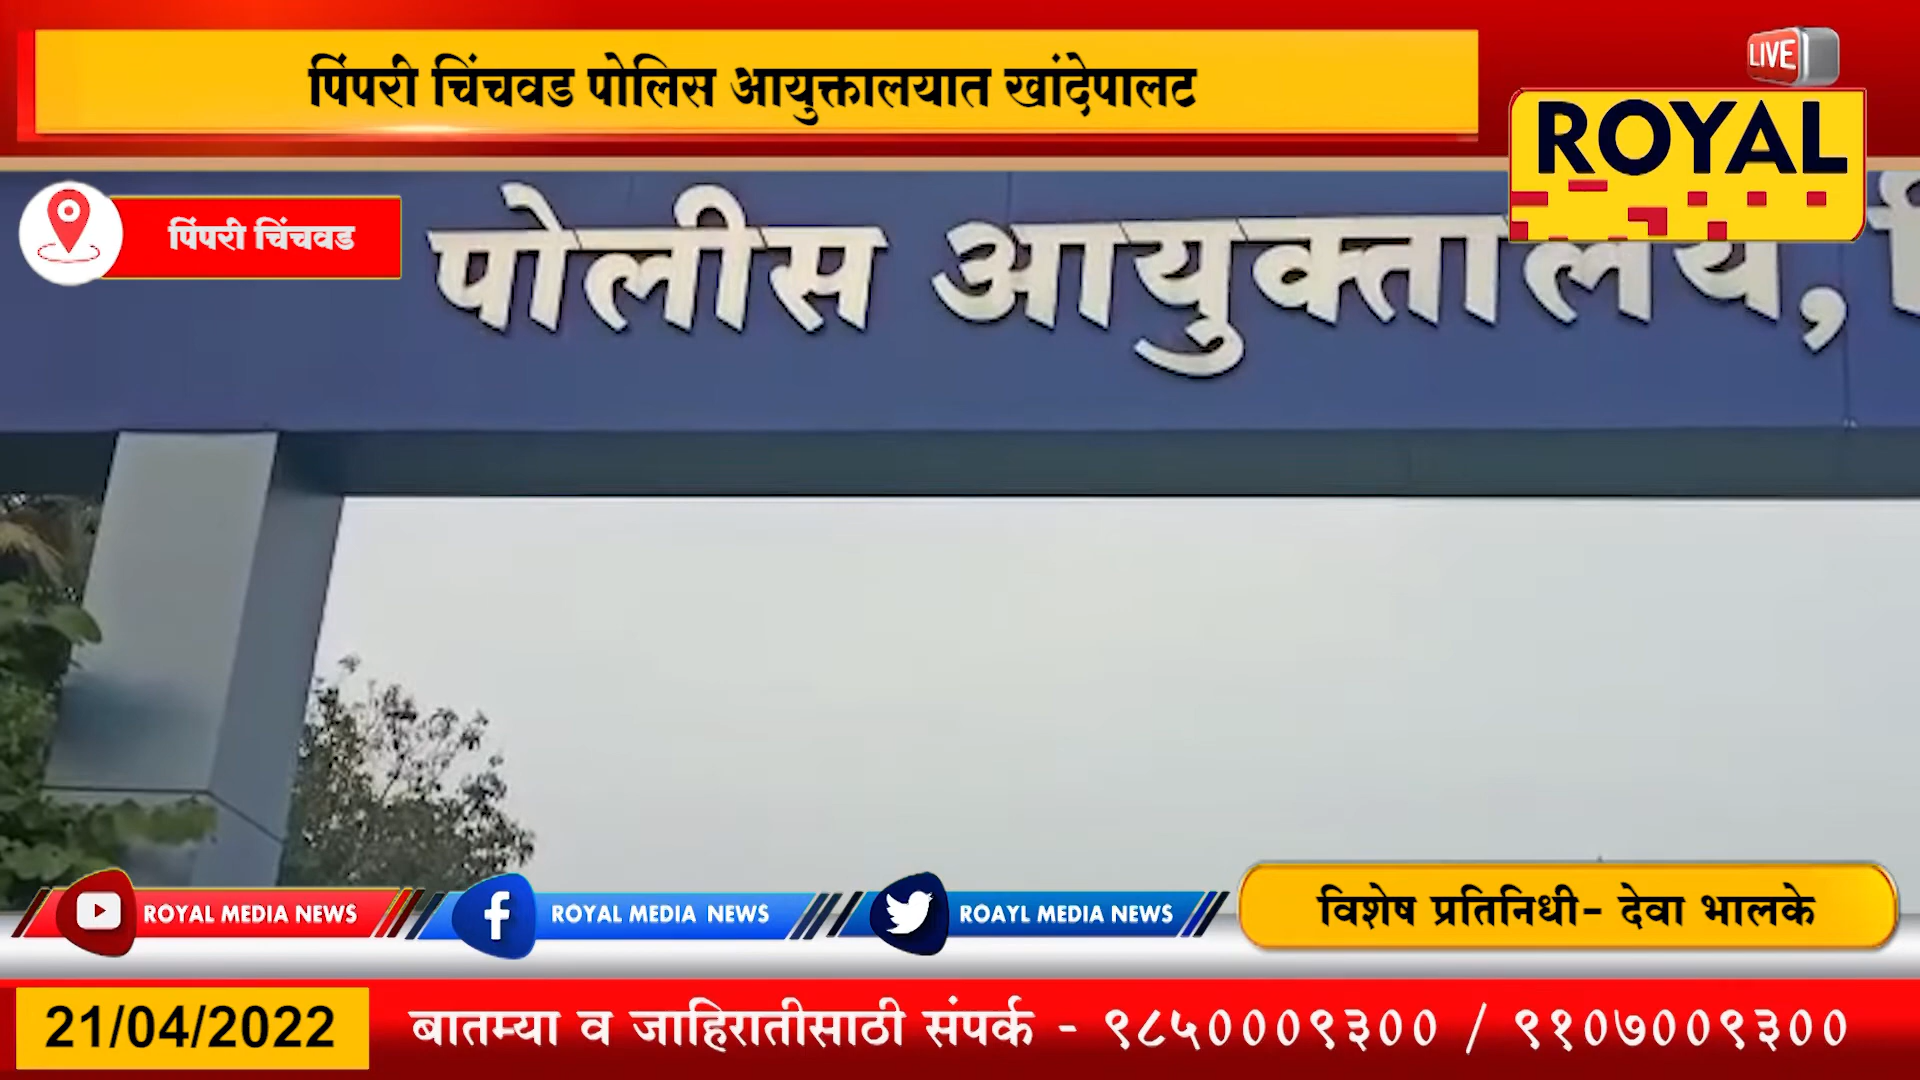 पिंपरी चिंचवड पोलिस आयुक्तालयात खांदेपालट
LIVE
ROYAL
पिंपरी चिंचवड
पोलीस आयुक्तालय,
ROYAL MEDIA NEWS
ROYAL MEDIA NEWS
ROAYL MEDIA NEWS
विशेष प्रतिनिधी- देवा भालके
21/04/2022
बातम्या व जाहिरातीसाठी संपर्क - ९८५०००९३०० / ९१०७००९३००